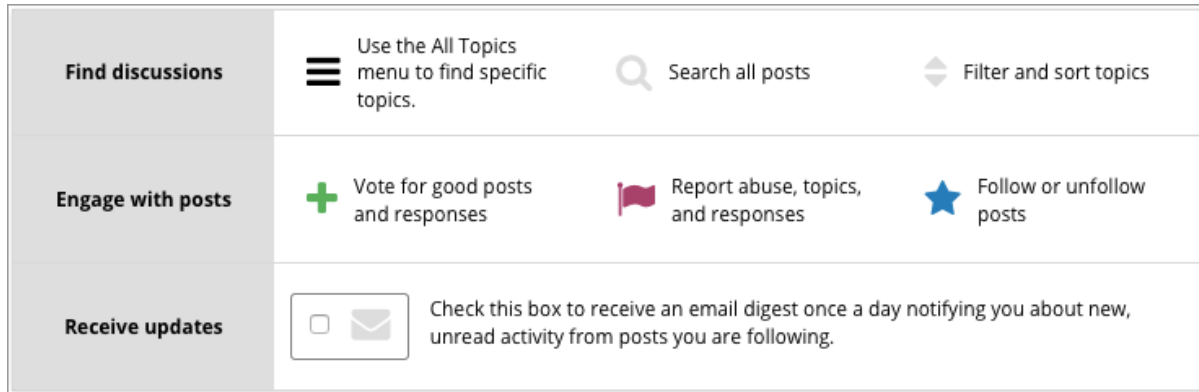 Find discussions
Use the All Topics
menu to find specific
topics.
Search all posts
Filter and sort topics
Engage with posts
Vote for good posts
and responses
Report abuse, topics,
and responses
Follow or unfollow
posts
Receive updates
Check this box to receive an email digest once a day notifying you about new,
unread activity from posts you are following.